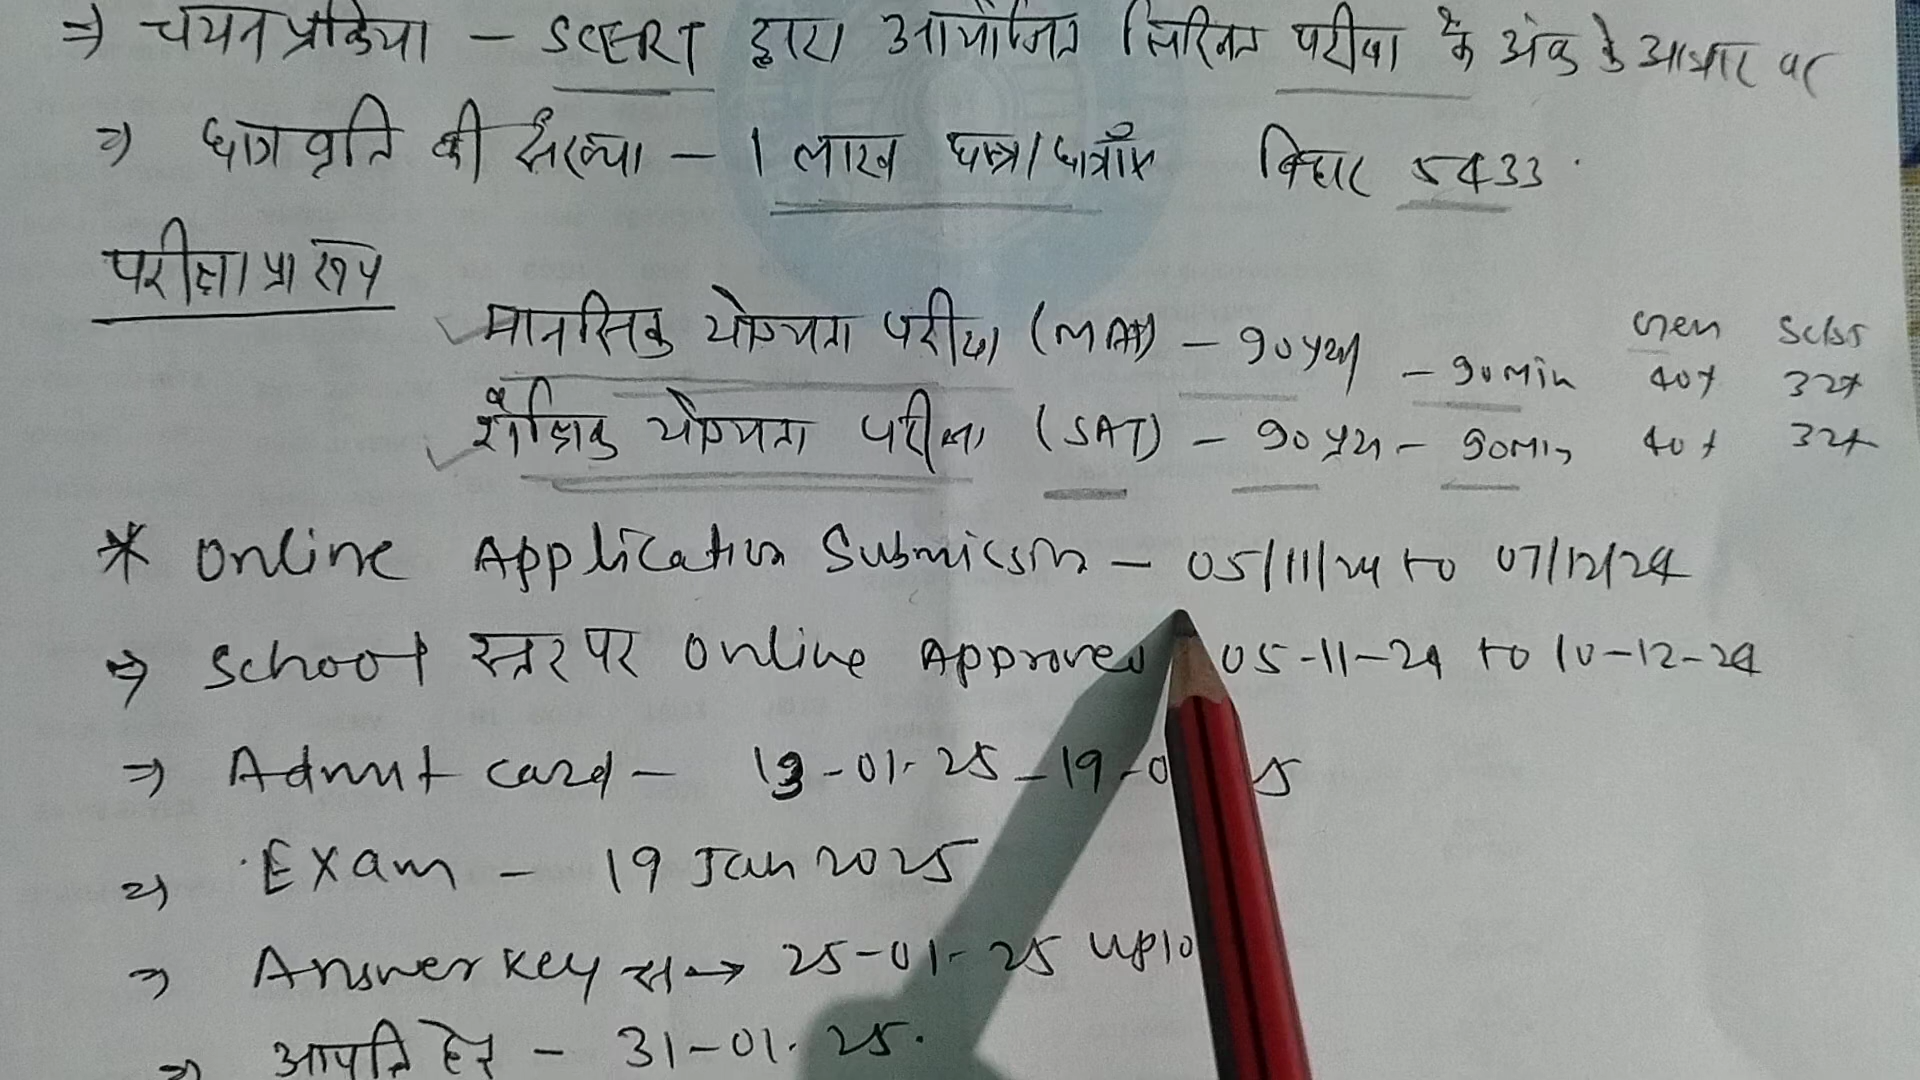 ⇒ चयन प्रक्रिया – SCERT द्वारा आयोजित लिखित परीक्षा के अंक के आधार पर
⇒ छात्रवृति की संख्या – 1 लाख छात्र/छात्राएँ बिहार 5433.
परीक्षा प्रारूप
Gen SC/ST
मानसिक योग्यता परीक्षा (MAT) – 90 प्रश्न – 90 min 40% 32%
शैक्षिक योग्यता परीक्षा (SAT) – 90 प्रश्न – 90 Min 40% 32%
* Online Application Submission – 05/11/24 to 07/12/24
⇒ School स्तर पर Online Approved 05-11-24 to 10-12-24
⇒ Admit card – 13-01-25 – 19-0 5
⇒ Exam – 19 Jan 2025
⇒ Answer key → 25-01-25 uplo
⇒ आपत्ति हेतु – 31-01-25.